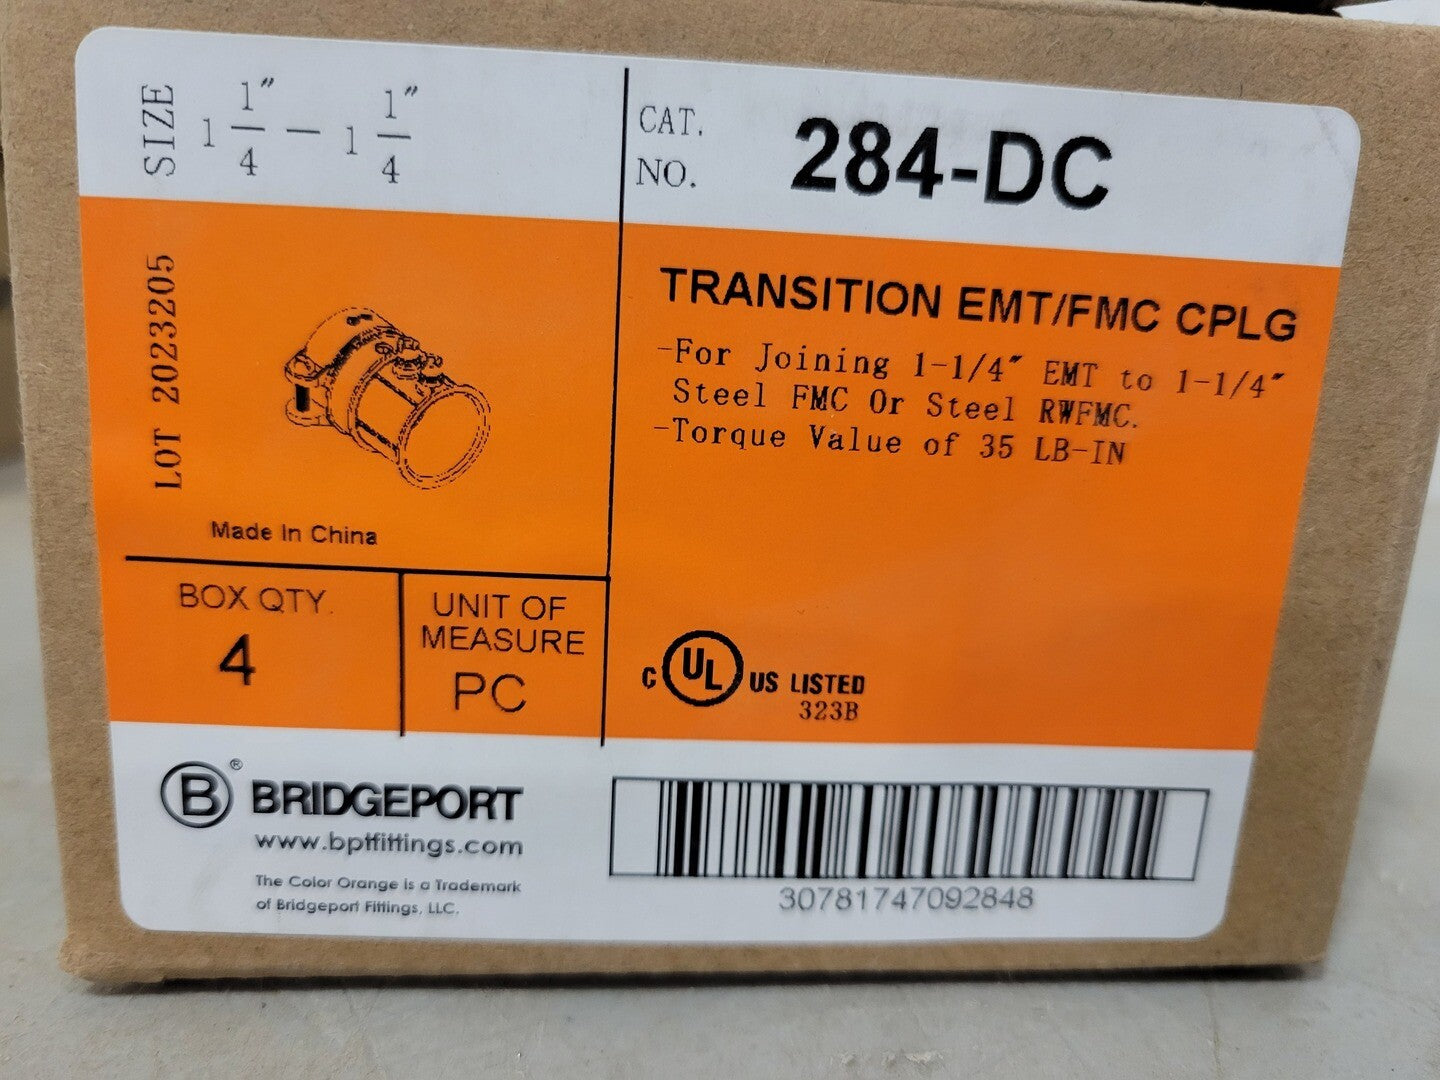 SIZE 1 1/4" - 1 1/4"
CAT. NO. 284-DC
LOT 2023205
Made In China
BOX QTY.
4
UNIT OF
MEASURE
PC
TRANSITION EMT/FMC CPLG
-For Joining 1-1/4" EMT to 1-1/4"
Steel FMC Or Steel RWFMC.
-Torque Value of 35 LB-IN
C UL US LISTED
323B
B® BRIDGEPORT
www.bptfittings.com
The Color Orange is a Trademark
of Bridgeport Fittings, LLC.
30781747092848